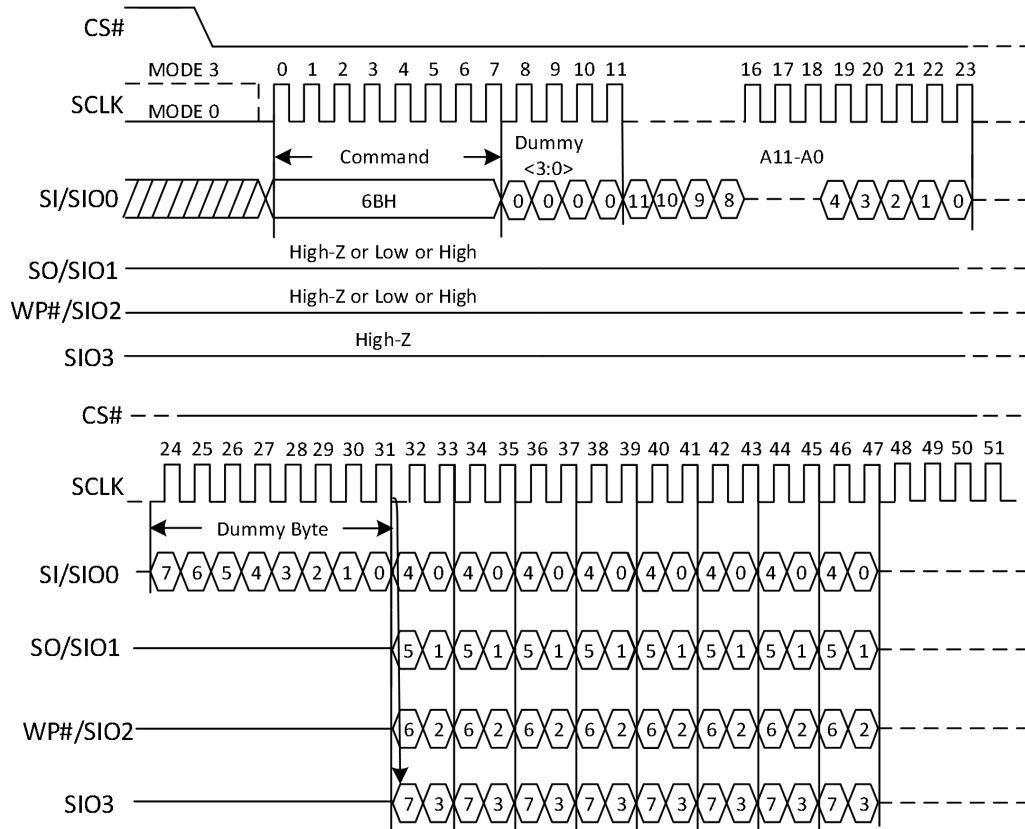 CS#
MODE 3 0 1 2 3 4 5 6 7 8 9 10 11 16 17 18 19 20 21 22 23
SCLK
MODE 0
Command Dummy A11-A0
<3:0>
SI/SIO0 6BH 0 0 0 0 11 10 9 8 4 3 2 1 0
High-Z or Low or High
SO/SIO1
High-Z or Low or High
WP#/SIO2
High-Z
SIO3
CS#
24 25 26 27 28 29 30 31 32 33 34 35 36 37 38 39 40 41 42 43 44 45 46 47 48 49 50 51
SCLK
Dummy Byte
SI/SIO0 7 6 5 4 3 2 1 0 4 0 4 0 4 0 4 0 4 0 4 0 4 0 4 0
SO/SIO1 5 1 5 1 5 1 5 1 5 1 5 1 5 1 5 1
WP#/SIO2 6 2 6 2 6 2 6 2 6 2 6 2 6 2 6 2
SIO3 7 3 7 3 7 3 7 3 7 3 7 3 7 3 7 3